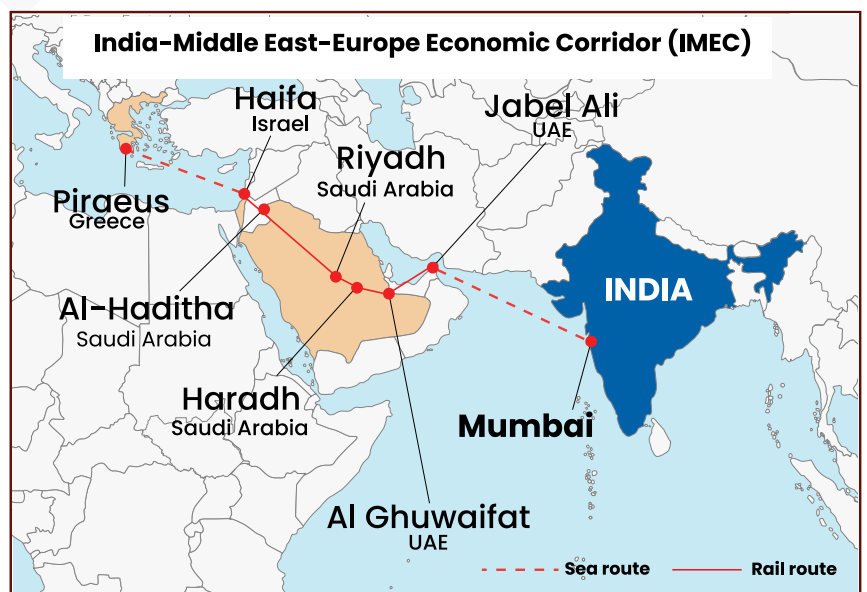 India-Middle East-Europe Economic Corridor (IMEC)
Haifa
Israel
Jabel Ali
UAE
Riyadh
Saudi Arabia
Piraeus
Greece
INDIA
Al-Haditha
Saudi Arabia
Haradh
Saudi Arabia
Mumbai
Al Ghuwaifat
UAE
Sea route
Rail route